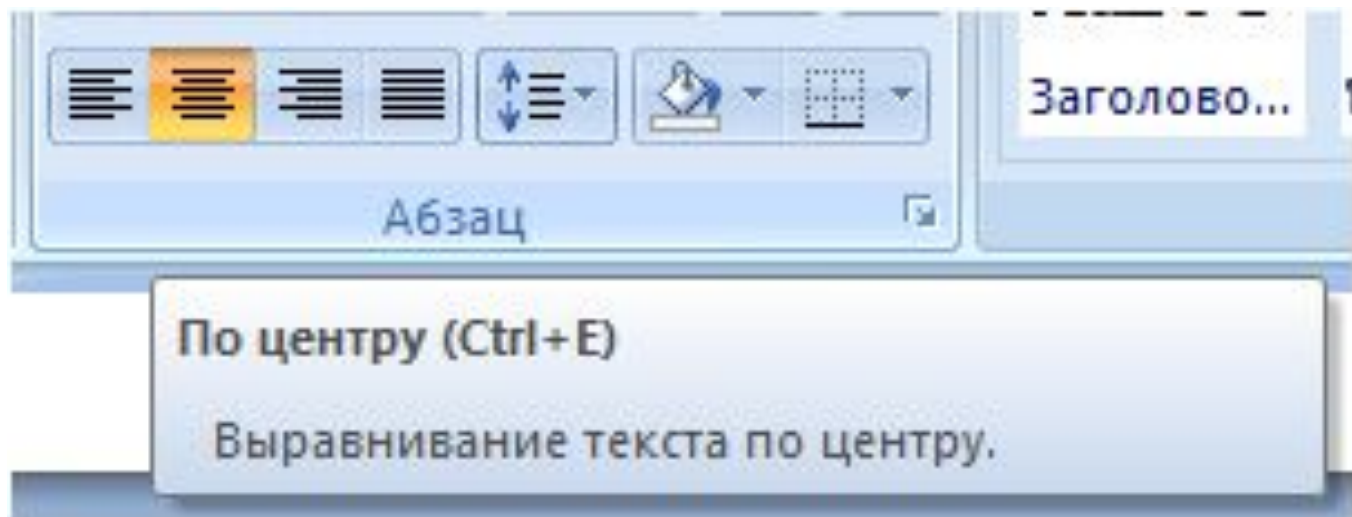 Заголово...
Абзац
По центру (Ctrl+E)
Выравнивание текста по центру.